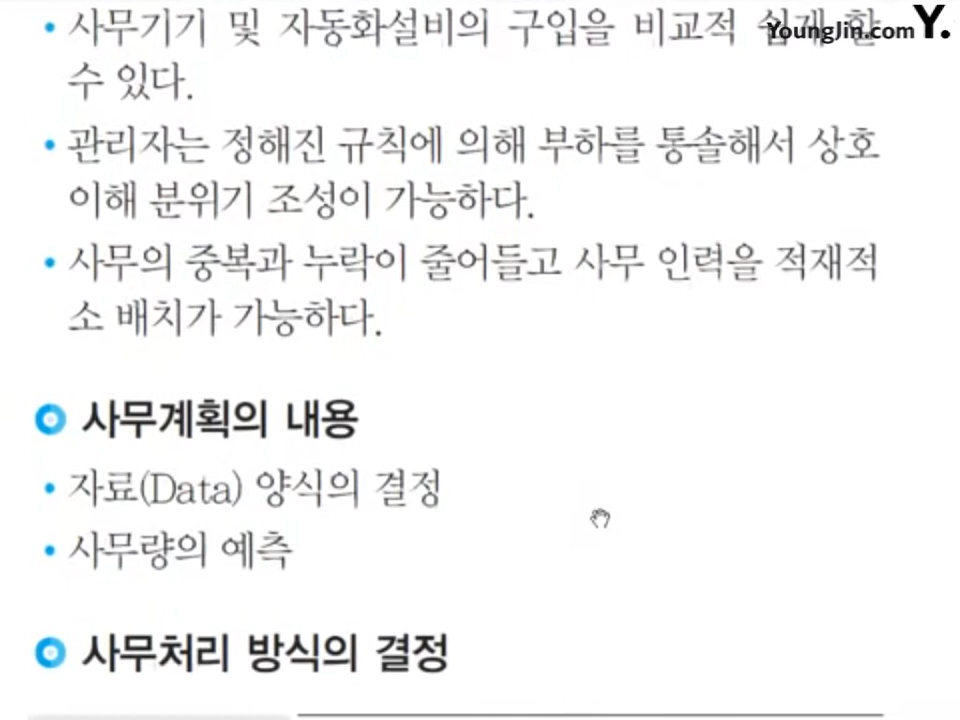 • 사무기기 및 자동화설비의 구입을 비교적 쉽게 할
YoungJin.com Y.
수 있다.
• 관리자는 정해진 규칙에 의해 부하를 통솔해서 상호
이해 분위기 조성이 가능하다.
• 사무의 중복과 누락이 줄어들고 사무 인력을 적재적
소 배치가 가능하다.
사무계획의 내용
• 자료(Data) 양식의 결정
• 사무량의 예측
사무처리 방식의 결정